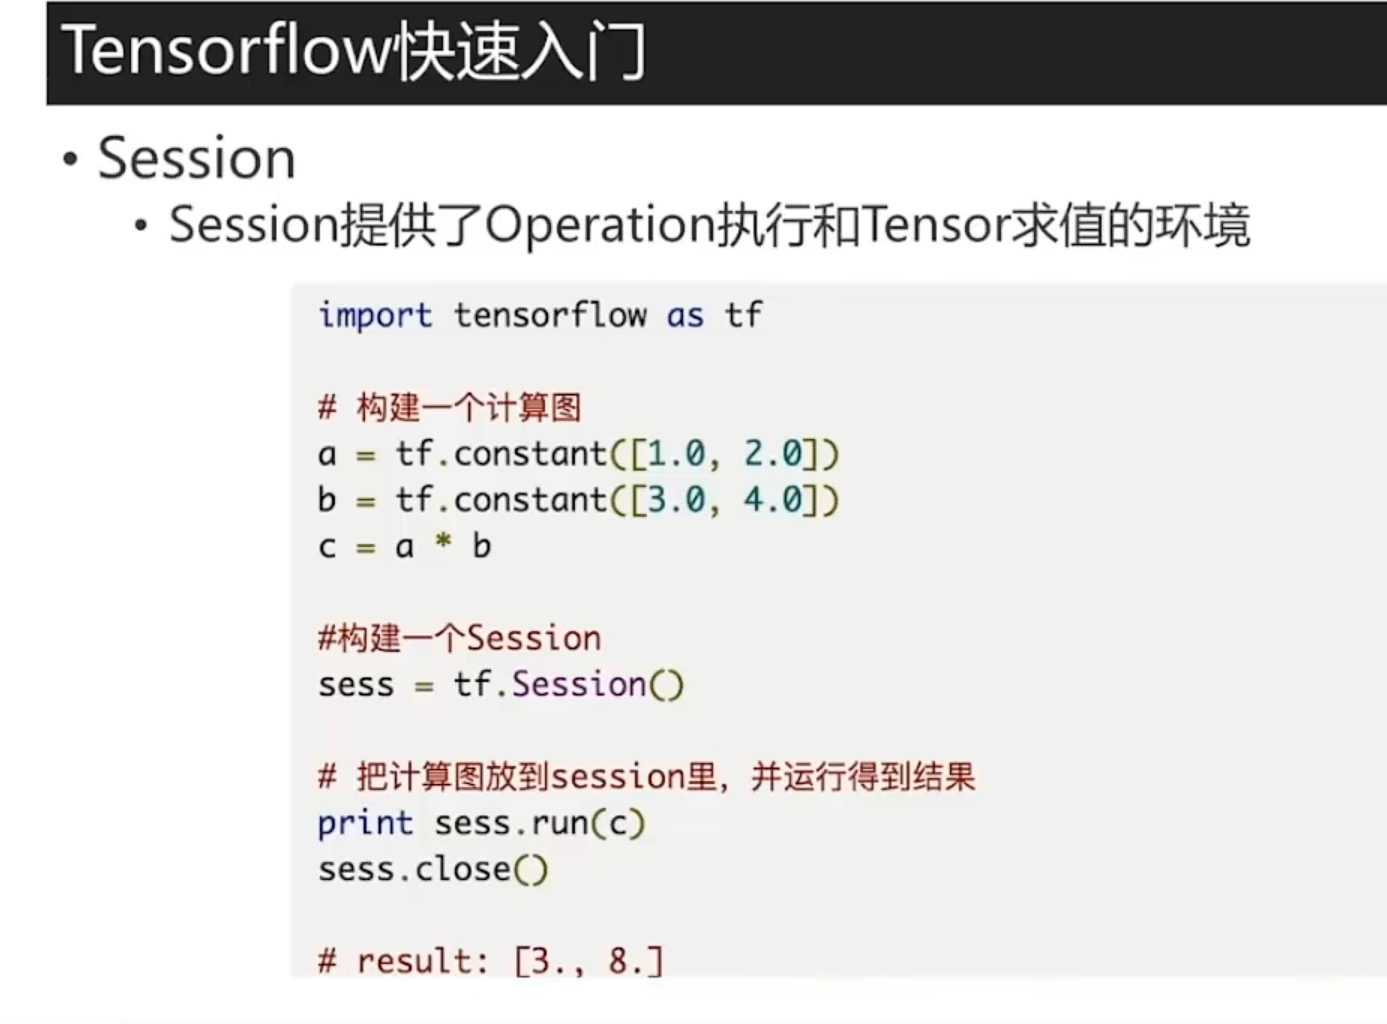 Tensorflow快速入门
• Session
• Session提供了Operation执行和Tensor求值的环境
import tensorflow as tf
# 构建一个计算图
a = tf.constant([1.0, 2.0])
b = tf.constant([3.0, 4.0])
c = a * b
#构建一个Session
sess = tf.Session()
# 把计算图放到session里，并运行得到结果
print sess.run(c)
sess.close()
# result: [3., 8.]